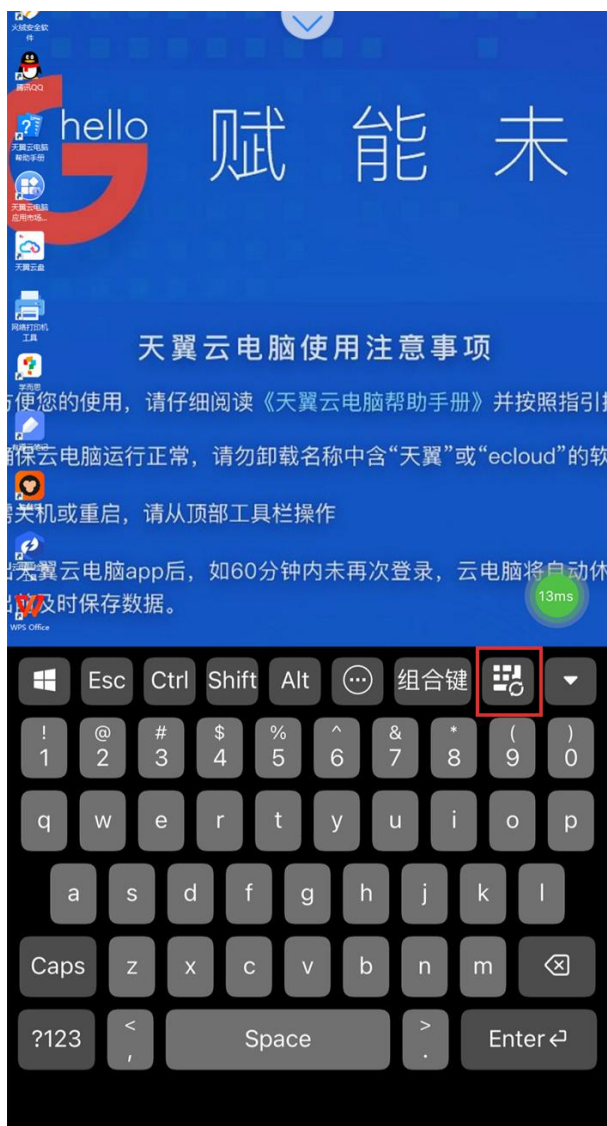 火绒安全软
件
腾讯QQ
hello
赋能未
天翼云电脑
帮助手册
天翼云电脑
应用市场...
天翼云盘
网络打印机
工具
天翼云电脑使用注意事项
学而思
方便您的使用，请仔细阅读《天翼云电脑帮助手册》并按照指引
确保云电脑运行正常，请勿卸载名称中含“天翼”或“ecloud”的软
需关机或重启，请从顶部工具栏操作
出天翼云电脑app后，如60分钟内未再次登录，云电脑将自动休
13ms
及时保存数据。
WPS Office
Esc Ctrl Shift Alt 组合键
! @ # $ % ^ & * ( )
1 2 3 4 5 6 7 8 9 0
q w e r t y u i o p
a s d f g h j k l
Caps z x c v b n m
< >
?123 , Space . Enter